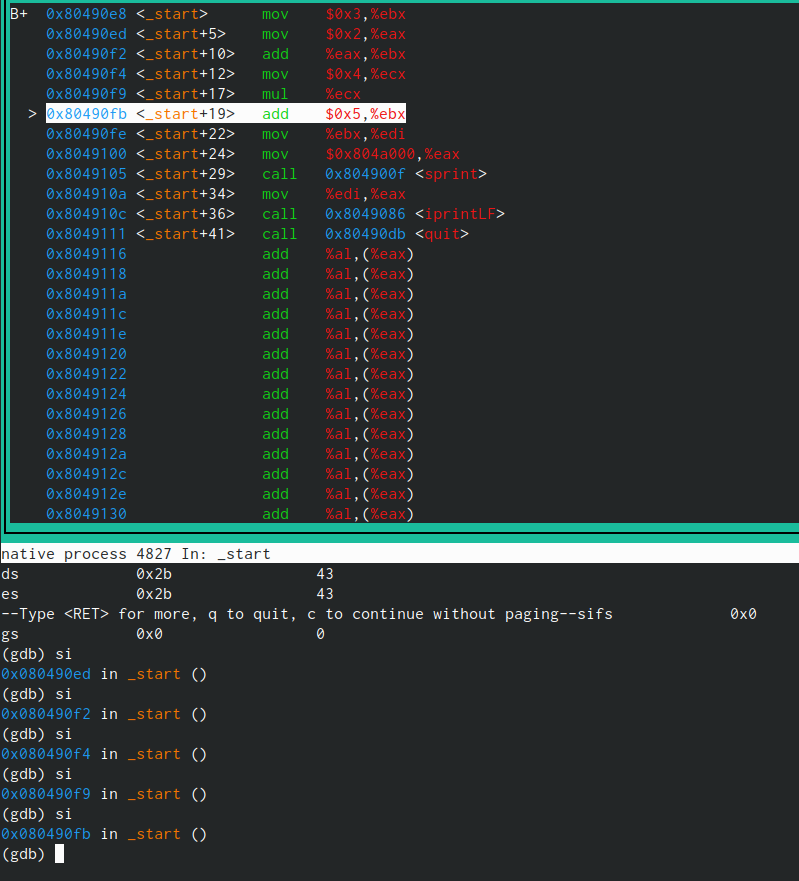 B+ 0x80490e8 <_start> mov $0x3,%ebx
0x80490ed <_start+5> mov $0x2,%eax
0x80490f2 <_start+10> add %eax,%ebx
0x80490f4 <_start+12> mov $0x4,%ecx
0x80490f9 <_start+17> mul %ecx
> 0x80490fb <_start+19> add $0x5,%ebx
0x80490fe <_start+22> mov %ebx,%edi
0x8049100 <_start+24> mov $0x804a000,%eax
0x8049105 <_start+29> call 0x804900f <sprint>
0x804910a <_start+34> mov %edi,%eax
0x804910c <_start+36> call 0x8049086 <iprintLF>
0x8049111 <_start+41> call 0x80490db <quit>
0x8049116 add %al,(%eax)
0x8049118 add %al,(%eax)
0x804911a add %al,(%eax)
0x804911c add %al,(%eax)
0x804911e add %al,(%eax)
0x8049120 add %al,(%eax)
0x8049122 add %al,(%eax)
0x8049124 add %al,(%eax)
0x8049126 add %al,(%eax)
0x8049128 add %al,(%eax)
0x804912a add %al,(%eax)
0x804912c add %al,(%eax)
0x804912e add %al,(%eax)
0x8049130 add %al,(%eax)
native process 4827 In: _start
ds 0x2b 43
es 0x2b 43
--Type <RET> for more, q to quit, c to continue without paging--sifs 0x0
gs 0x0 0
(gdb) si
0x080490ed in _start ()
(gdb) si
0x080490f2 in _start ()
(gdb) si
0x080490f4 in _start ()
(gdb) si
0x080490f9 in _start ()
(gdb) si
0x080490fb in _start ()
(gdb)